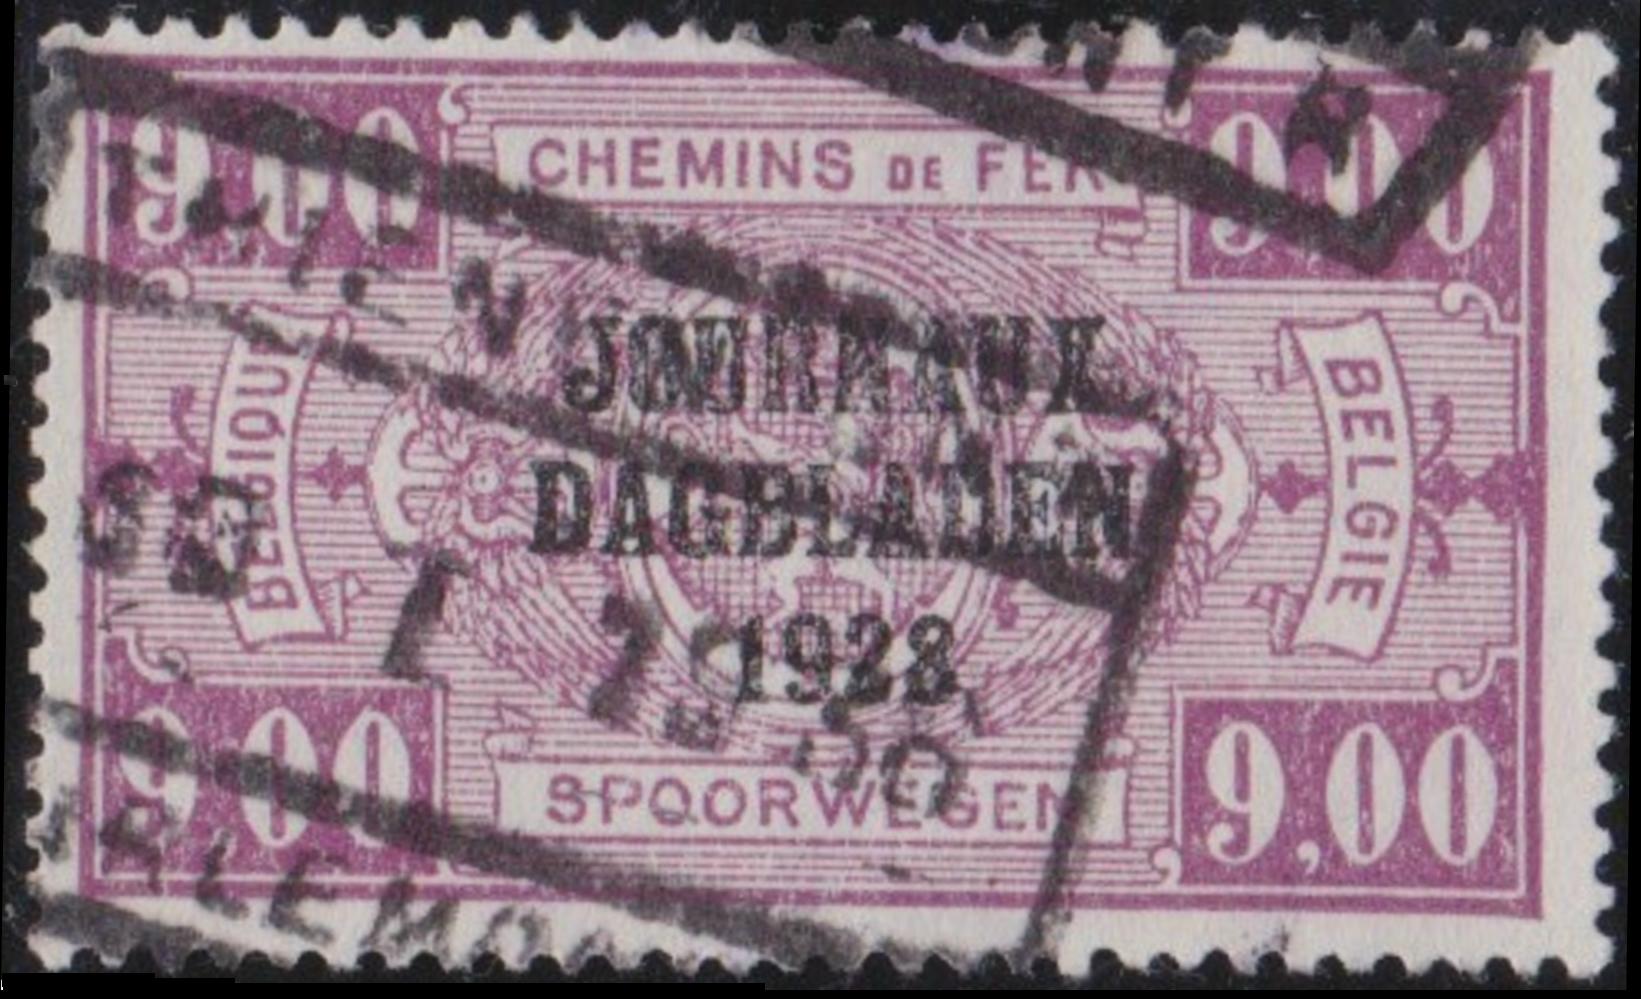 9,00 CHEMINS DE FER 9,00
JOURNAUX
BELGIQUE BELGIE
DAGBLADEN
1928
9,00 SPOORWEGEN 9,00